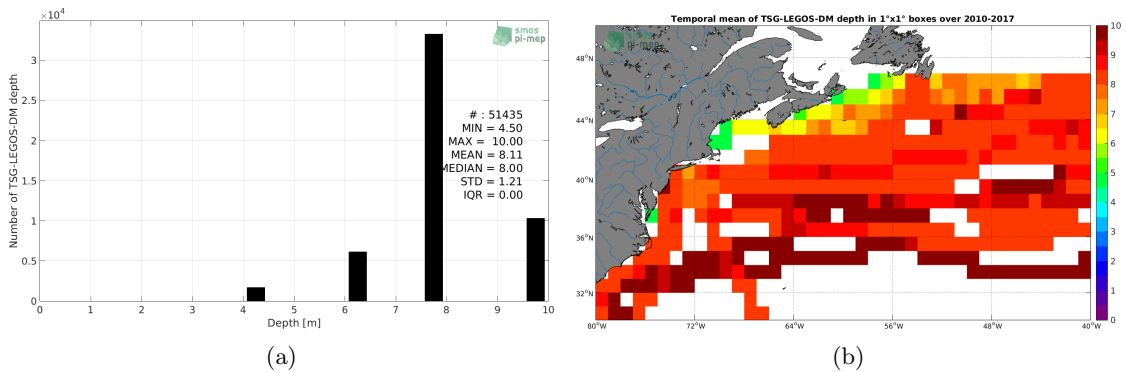 ×10⁴
smos
pi-mep
3
2.5
2
1.5
1
0.5
0
Number of TSG-LEGOS-DM depth
# : 51435
MIN = 4.50
MAX = 10.00
MEAN = 8.11
MEDIAN = 8.00
STD = 1.21
IQR = 0.00
0 1 2 3 4 5 6 7 8 9 10
Depth [m]
(a)
Temporal mean of TSG-LEGOS-DM depth in 1°x1° boxes over 2010-2017
smos
pi-mep
48°N
44°N
40°N
36°N
32°N
80°W 72°W 64°W 56°W 48°W 40°W
10
9
8
7
6
5
4
3
2
1
0
(b)